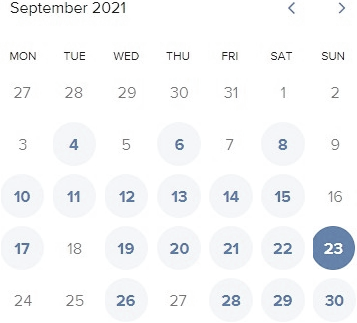 September 2021
MON TUE WED THU FRI SAT SUN
27 28 29 30 31 1 2
3 4 5 6 7 8 9
10 11 12 13 14 15 16
17 18 19 20 21 22 23
24 25 26 27 28 29 30